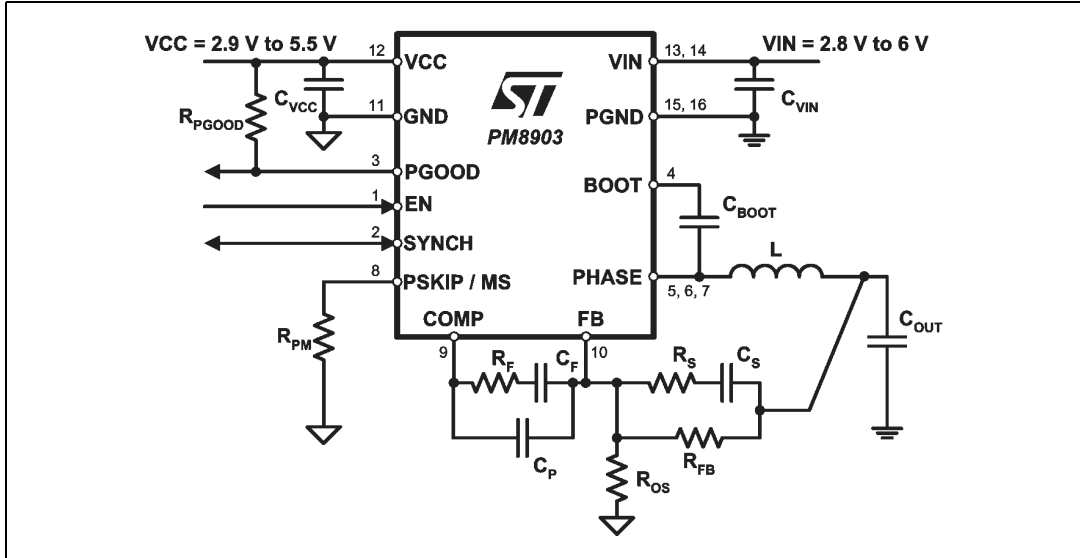 VCC = 2.9 V to 5.5 V
VIN = 2.8 V to 6 V
12
VCC
VIN
13, 14
CVCC
CVIN
11
GND
PGND
15, 16
RPGOOD
ST
PM8903
3
PGOOD
BOOT
4
1
EN
CBOOT
2
SYNCH
L
8
PSKIP / MS
PHASE
5, 6, 7
COMP
FB
COUT
RPM
9
10
RF
CF
RS
CS
CP
RFB
ROS